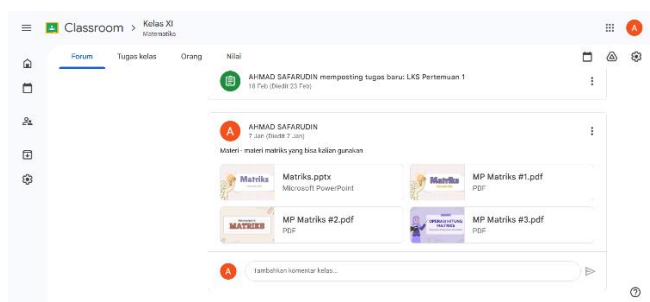 Classroom > Kelas XI
Matematika
A
Forum Tugas kelas Orang Nilai
AHMAD SAFARUDIN memposting tugas baru: LKS Pertemuan 1
18 Feb (Diedit 23 Feb)
A AHMAD SAFARUDIN
7 Jan (Diedit 7 Jan)
Materi - materi matriks yang bisa kalian gunakan
Matriks
Matriks.pptx
Microsoft PowerPoint
Matriks
MP Matriks #1.pdf
PDF
MATRIKS
MP Matriks #2.pdf
PDF
OPERASI HITUNG
MATRIKS
MP Matriks #3.pdf
PDF
A Tambahkan komentar kelas...